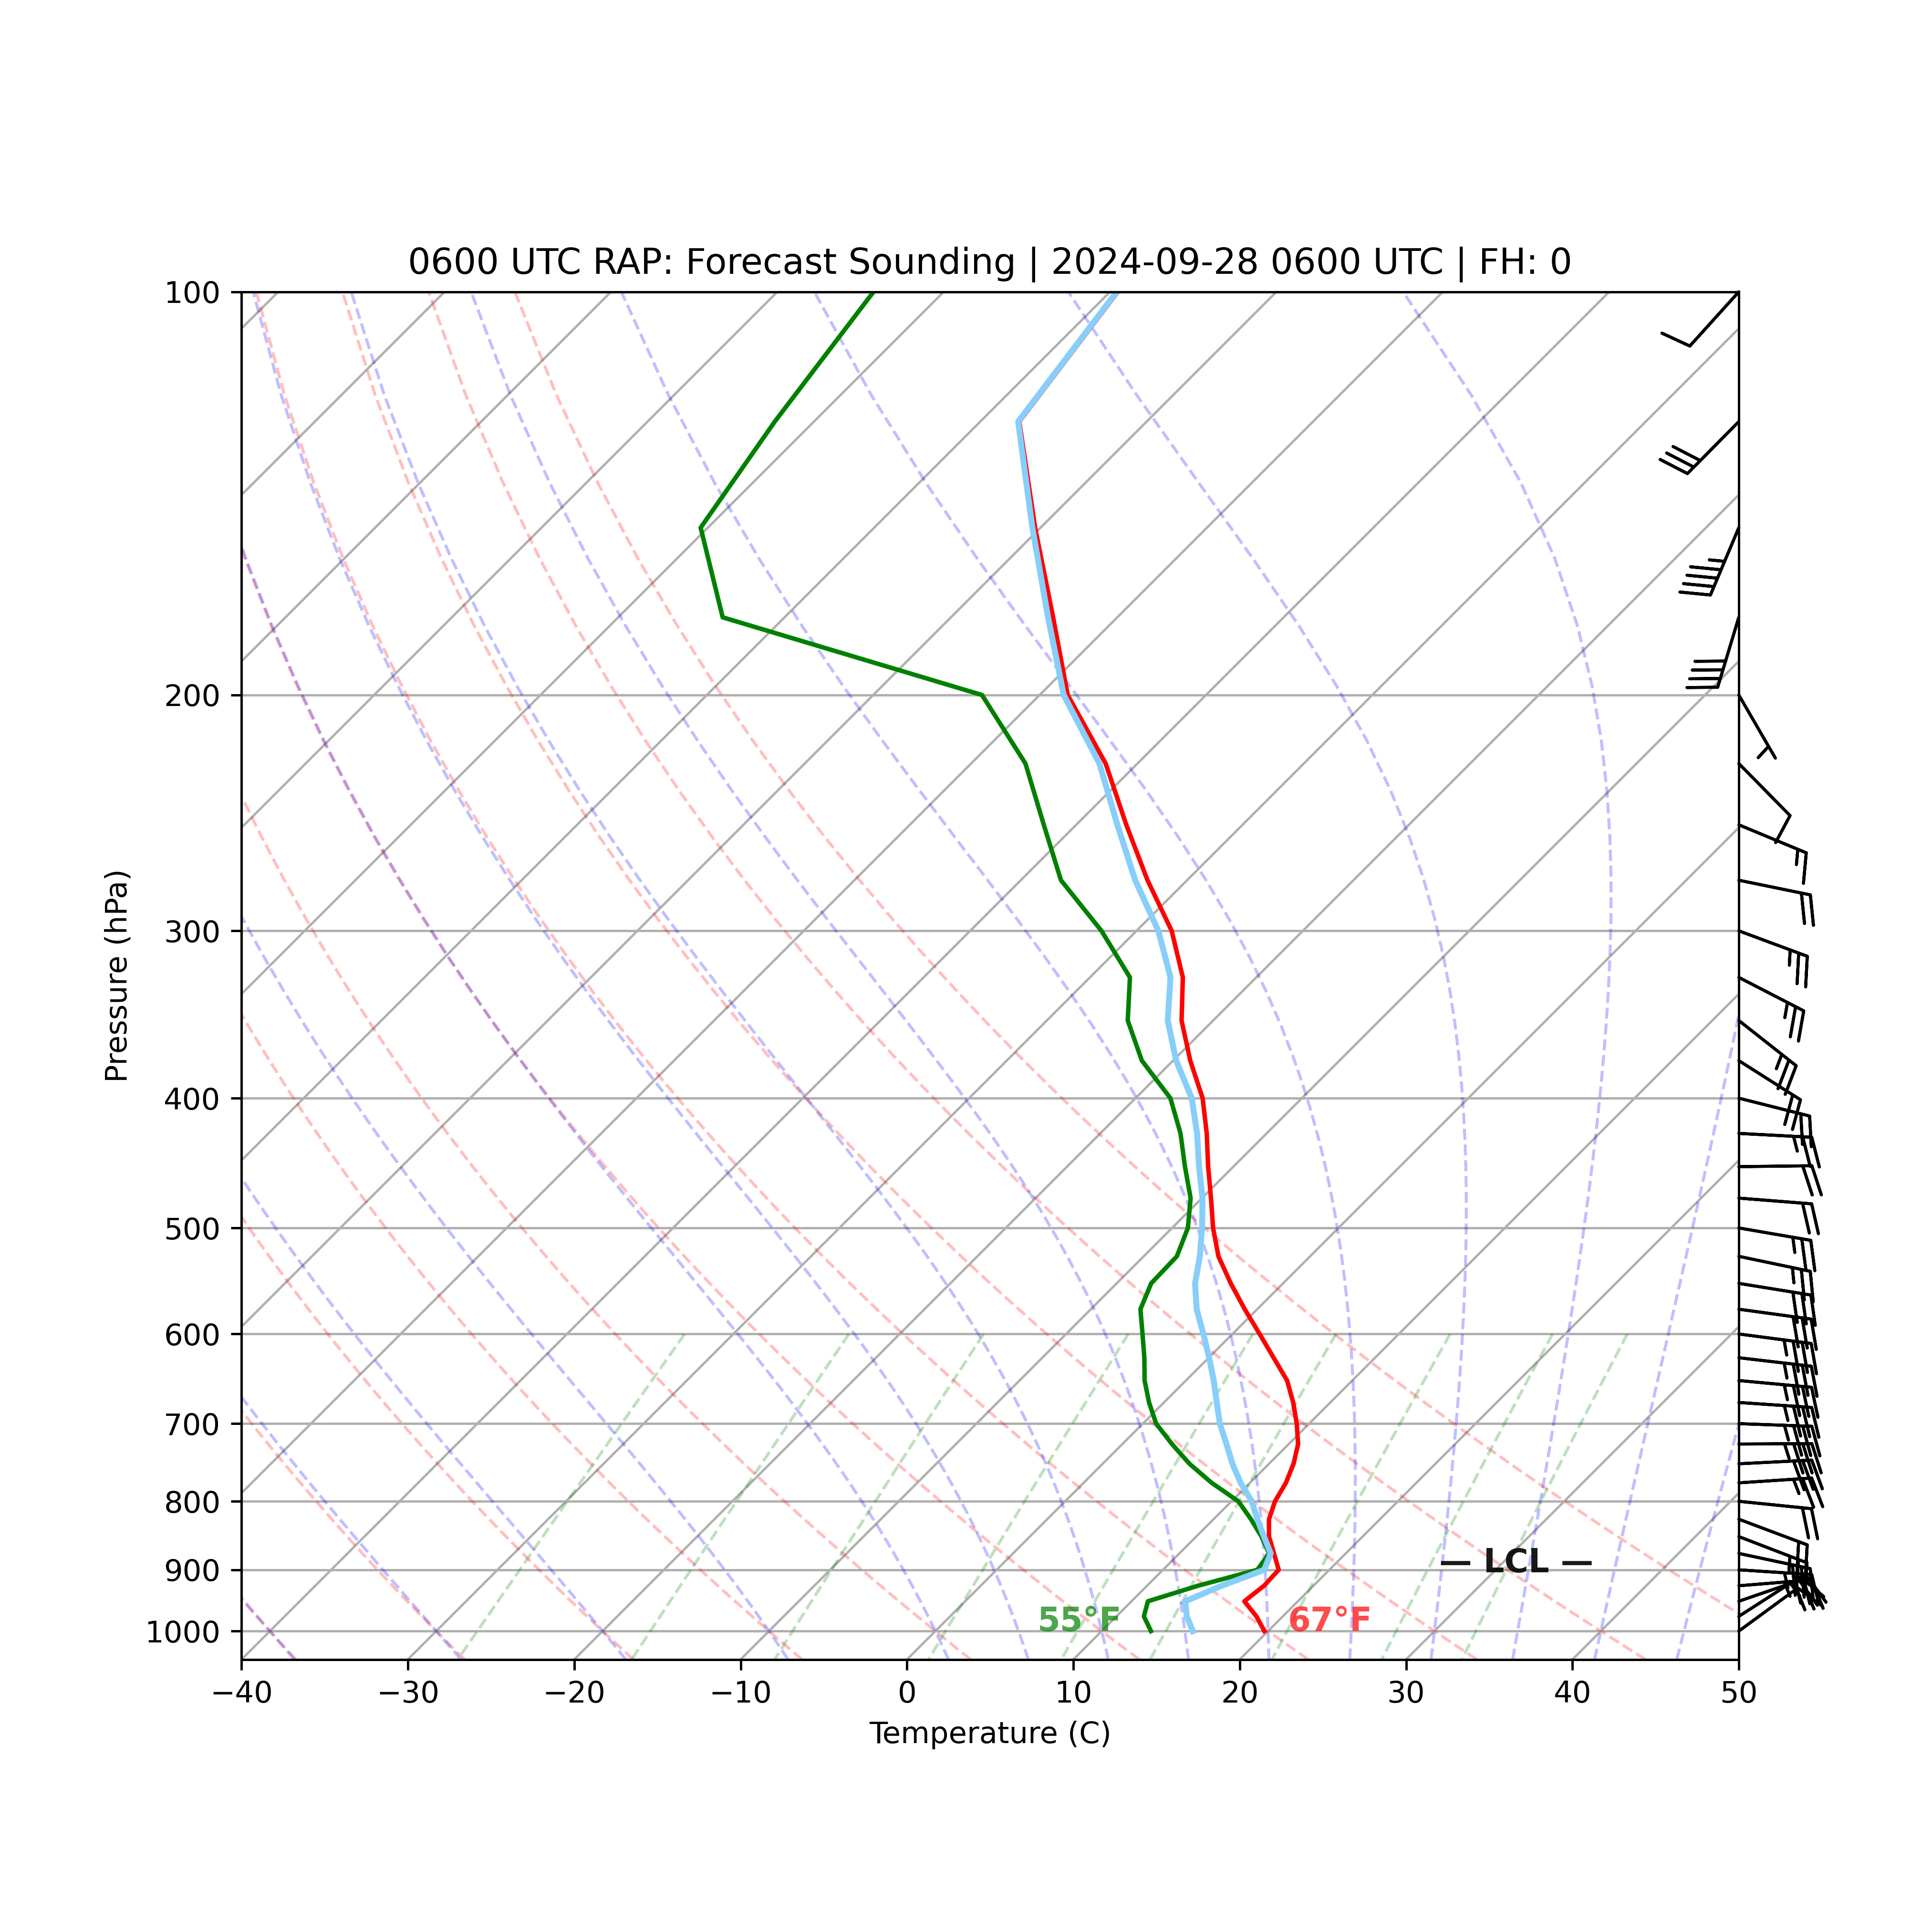 0600 UTC RAP: Forecast Sounding | 2024-09-28 0600 UTC | FH: 0
100
200
300
400
500
600
700
800
900
1000
Pressure (hPa)
— LCL —
55°F
67°F
−40 −30 −20 −10 0 10 20 30 40 50
Temperature (C)